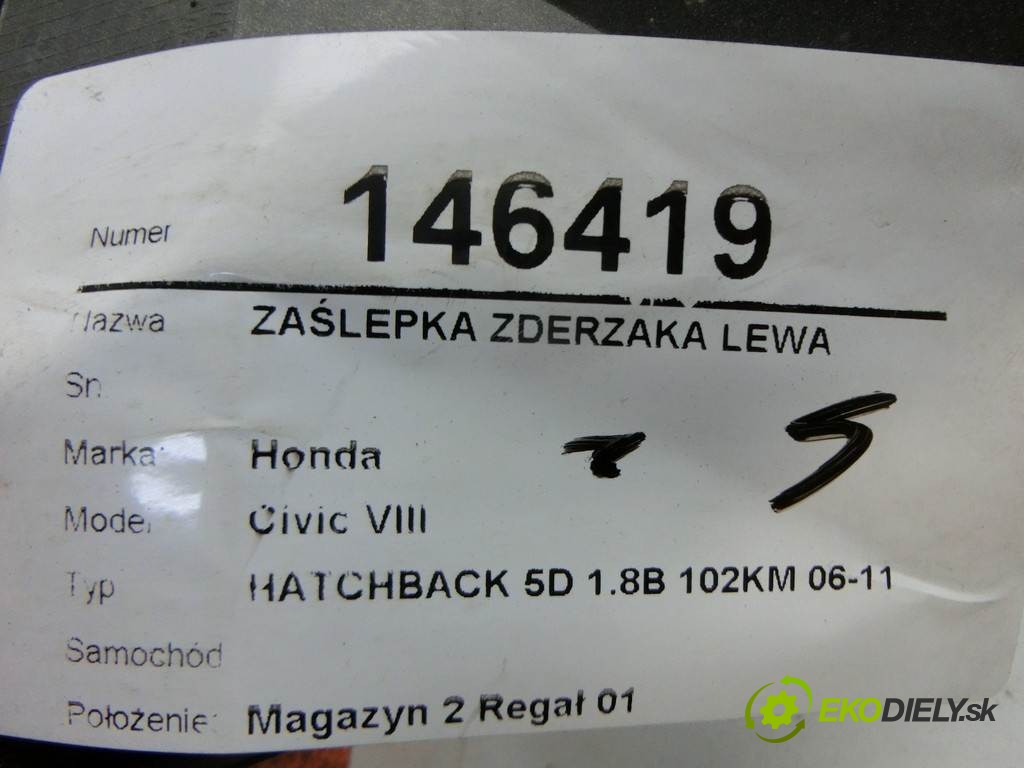 Numer 146419
Nazwa ZAŚLEPKA ZDERZAKA LEWA
Sn
Marka Honda
Model Civic VIII
Typ HATCHBACK 5D 1.8B 102KM 06-11
Samochód
Położenie: Magazyn 2 Regał 01
EKODIELY.sk